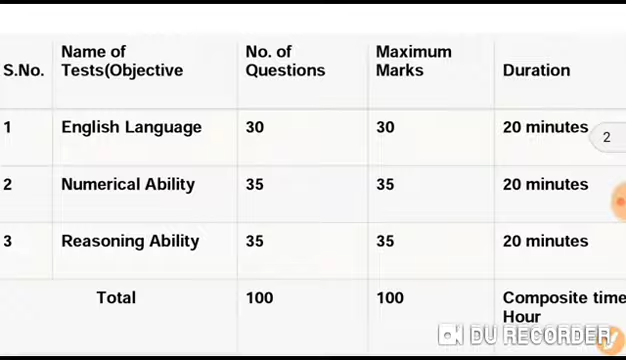 S.No. Name of Tests(Objective No. of Questions Maximum Marks Duration
1 English Language 30 30 20 minutes
2 Numerical Ability 35 35 20 minutes
3 Reasoning Ability 35 35 20 minutes
Total 100 100 Composite time Hour
2
DU RECORDER